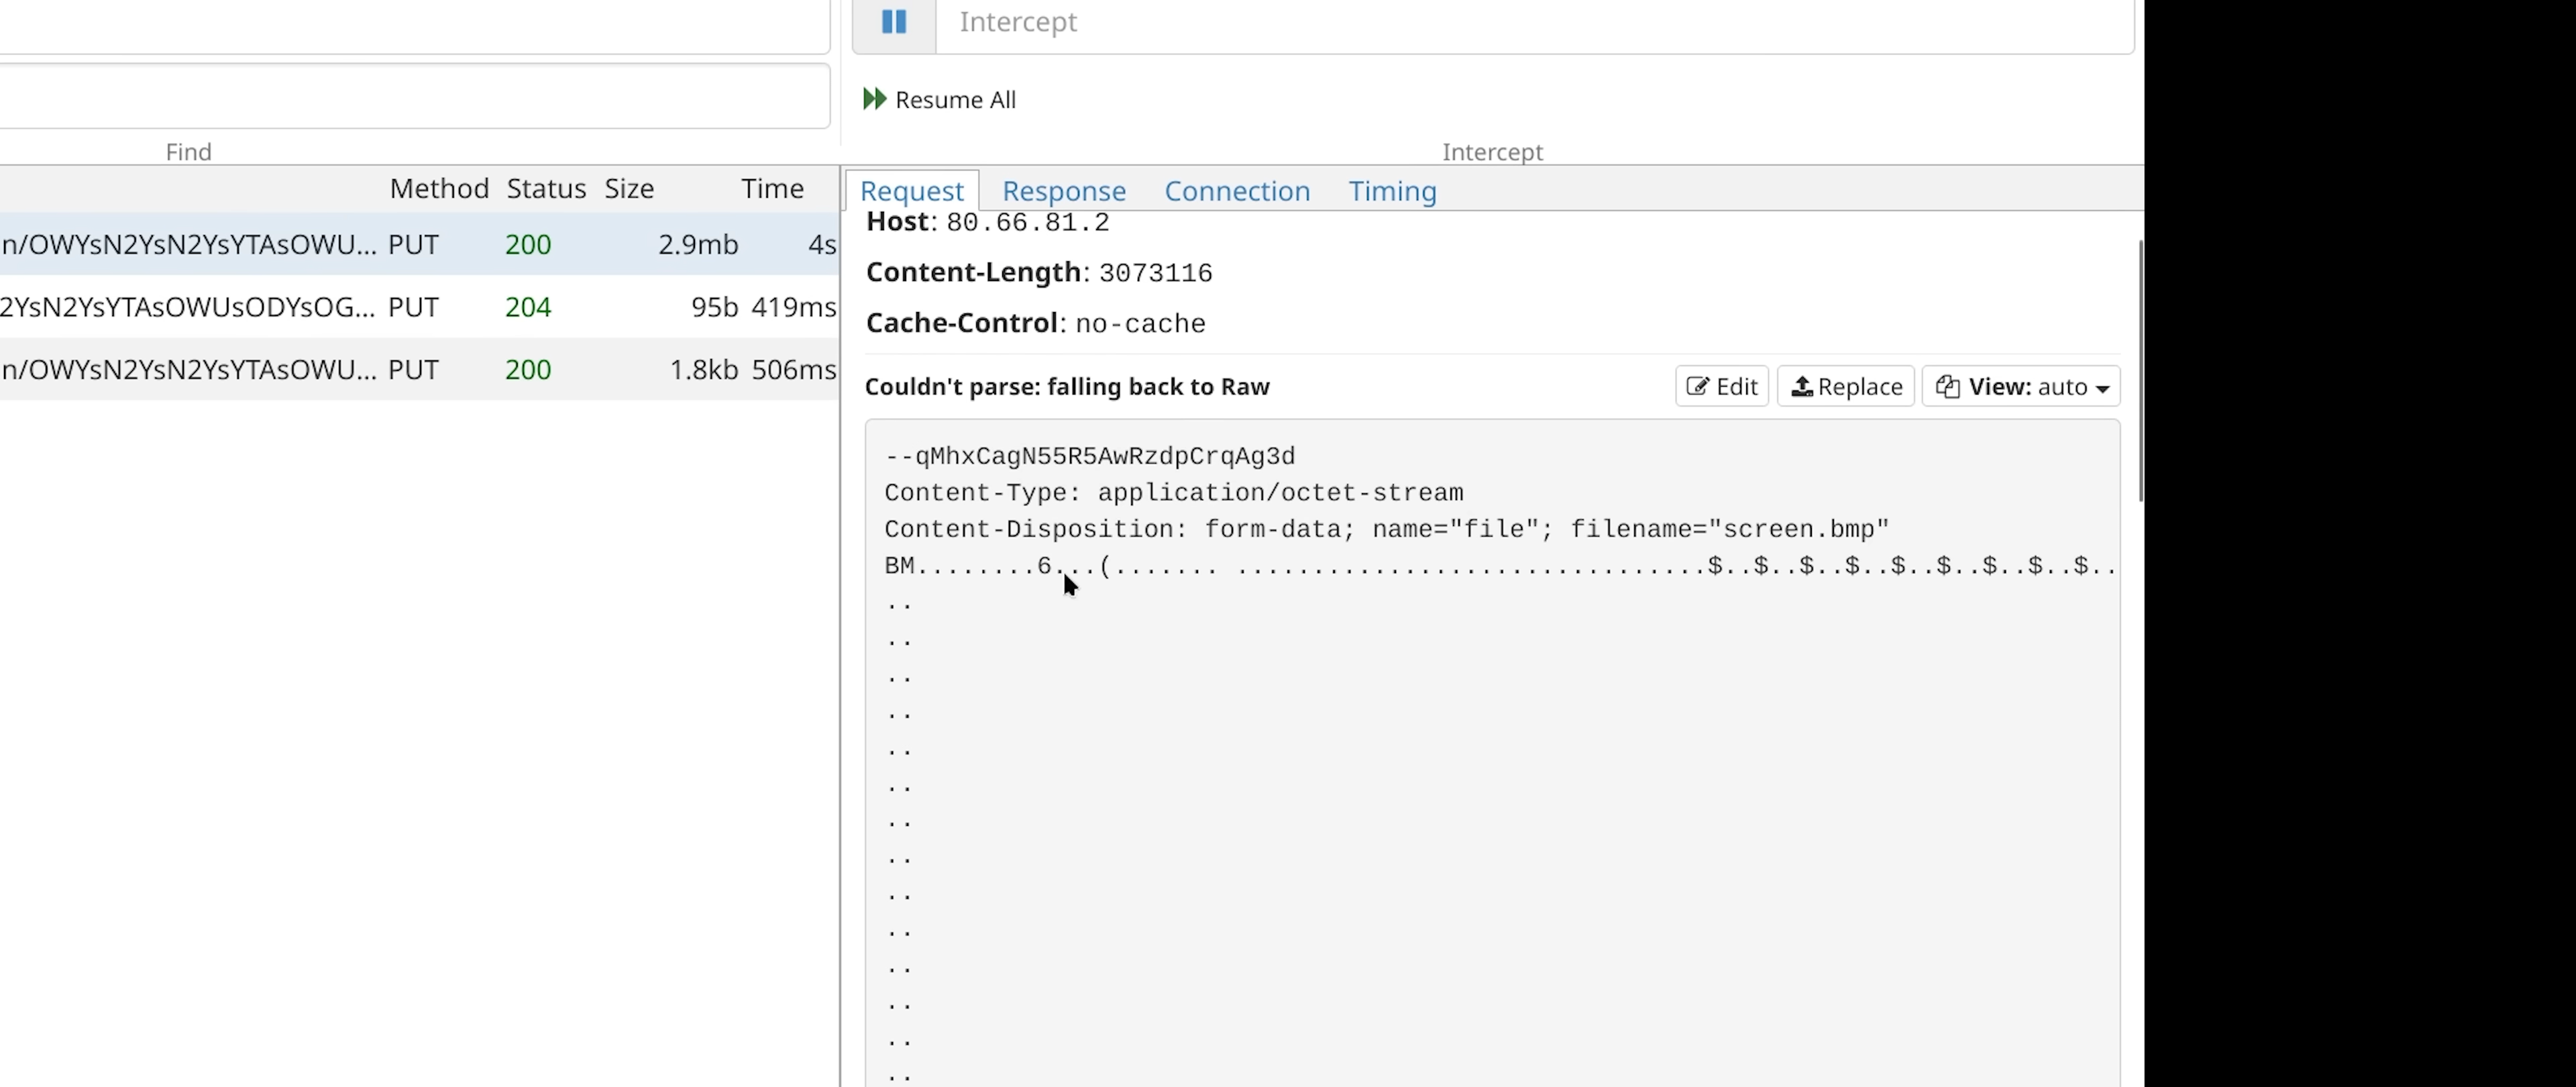 Intercept
Resume All
Find
Intercept
Method Status Size Time
n/OWYsN2YsN2YsYTAsOWU... PUT 200 2.9mb 4s
2YsN2YsYTAsOWUsODYsOG... PUT 204 95b 419ms
n/OWYsN2YsN2YsYTAsOWU... PUT 200 1.8kb 506ms
Request Response Connection Timing
Host: 80.66.81.2
Content-Length: 3073116
Cache-Control: no-cache
Couldn't parse: falling back to Raw
Edit Replace View: auto
--qMhxCagN55R5AwRzdpCrqAg3d
Content-Type: application/octet-stream
Content-Disposition: form-data; name="file"; filename="screen.bmp"
BM........6...(....... ...............................$..$..$..$..$..$..$..$..$..
..
..
..
..
..
..
..
..
..
..
..
..
..
..